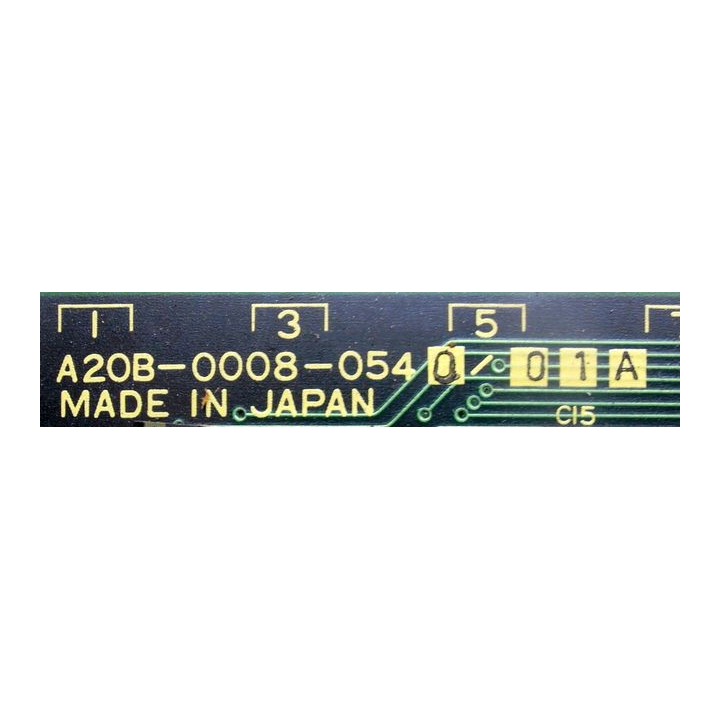 1 3 5
A20B-0008-0540/01A
MADE IN JAPAN
C15